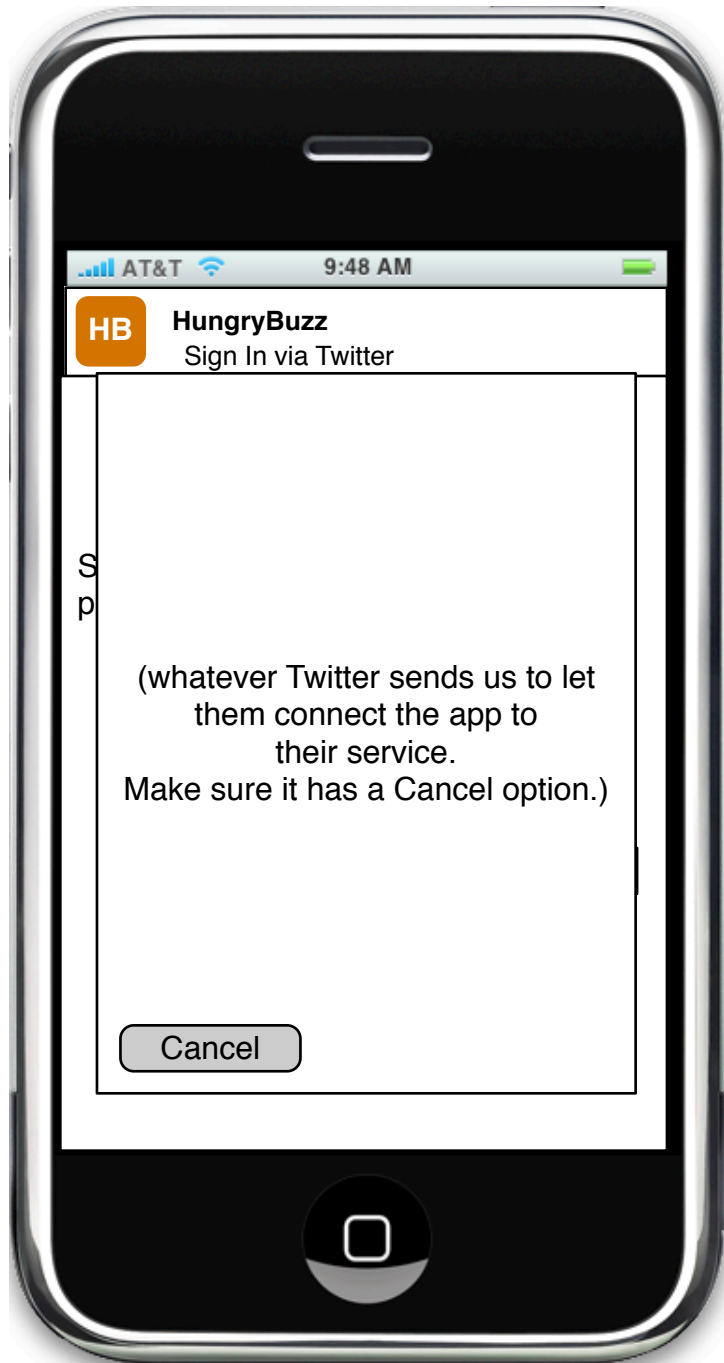 AT&T 9:48 AM
HB HungryBuzz
Sign In via Twitter
S
p
(whatever Twitter sends us to let
them connect the app to
their service.
Make sure it has a Cancel option.)
Cancel